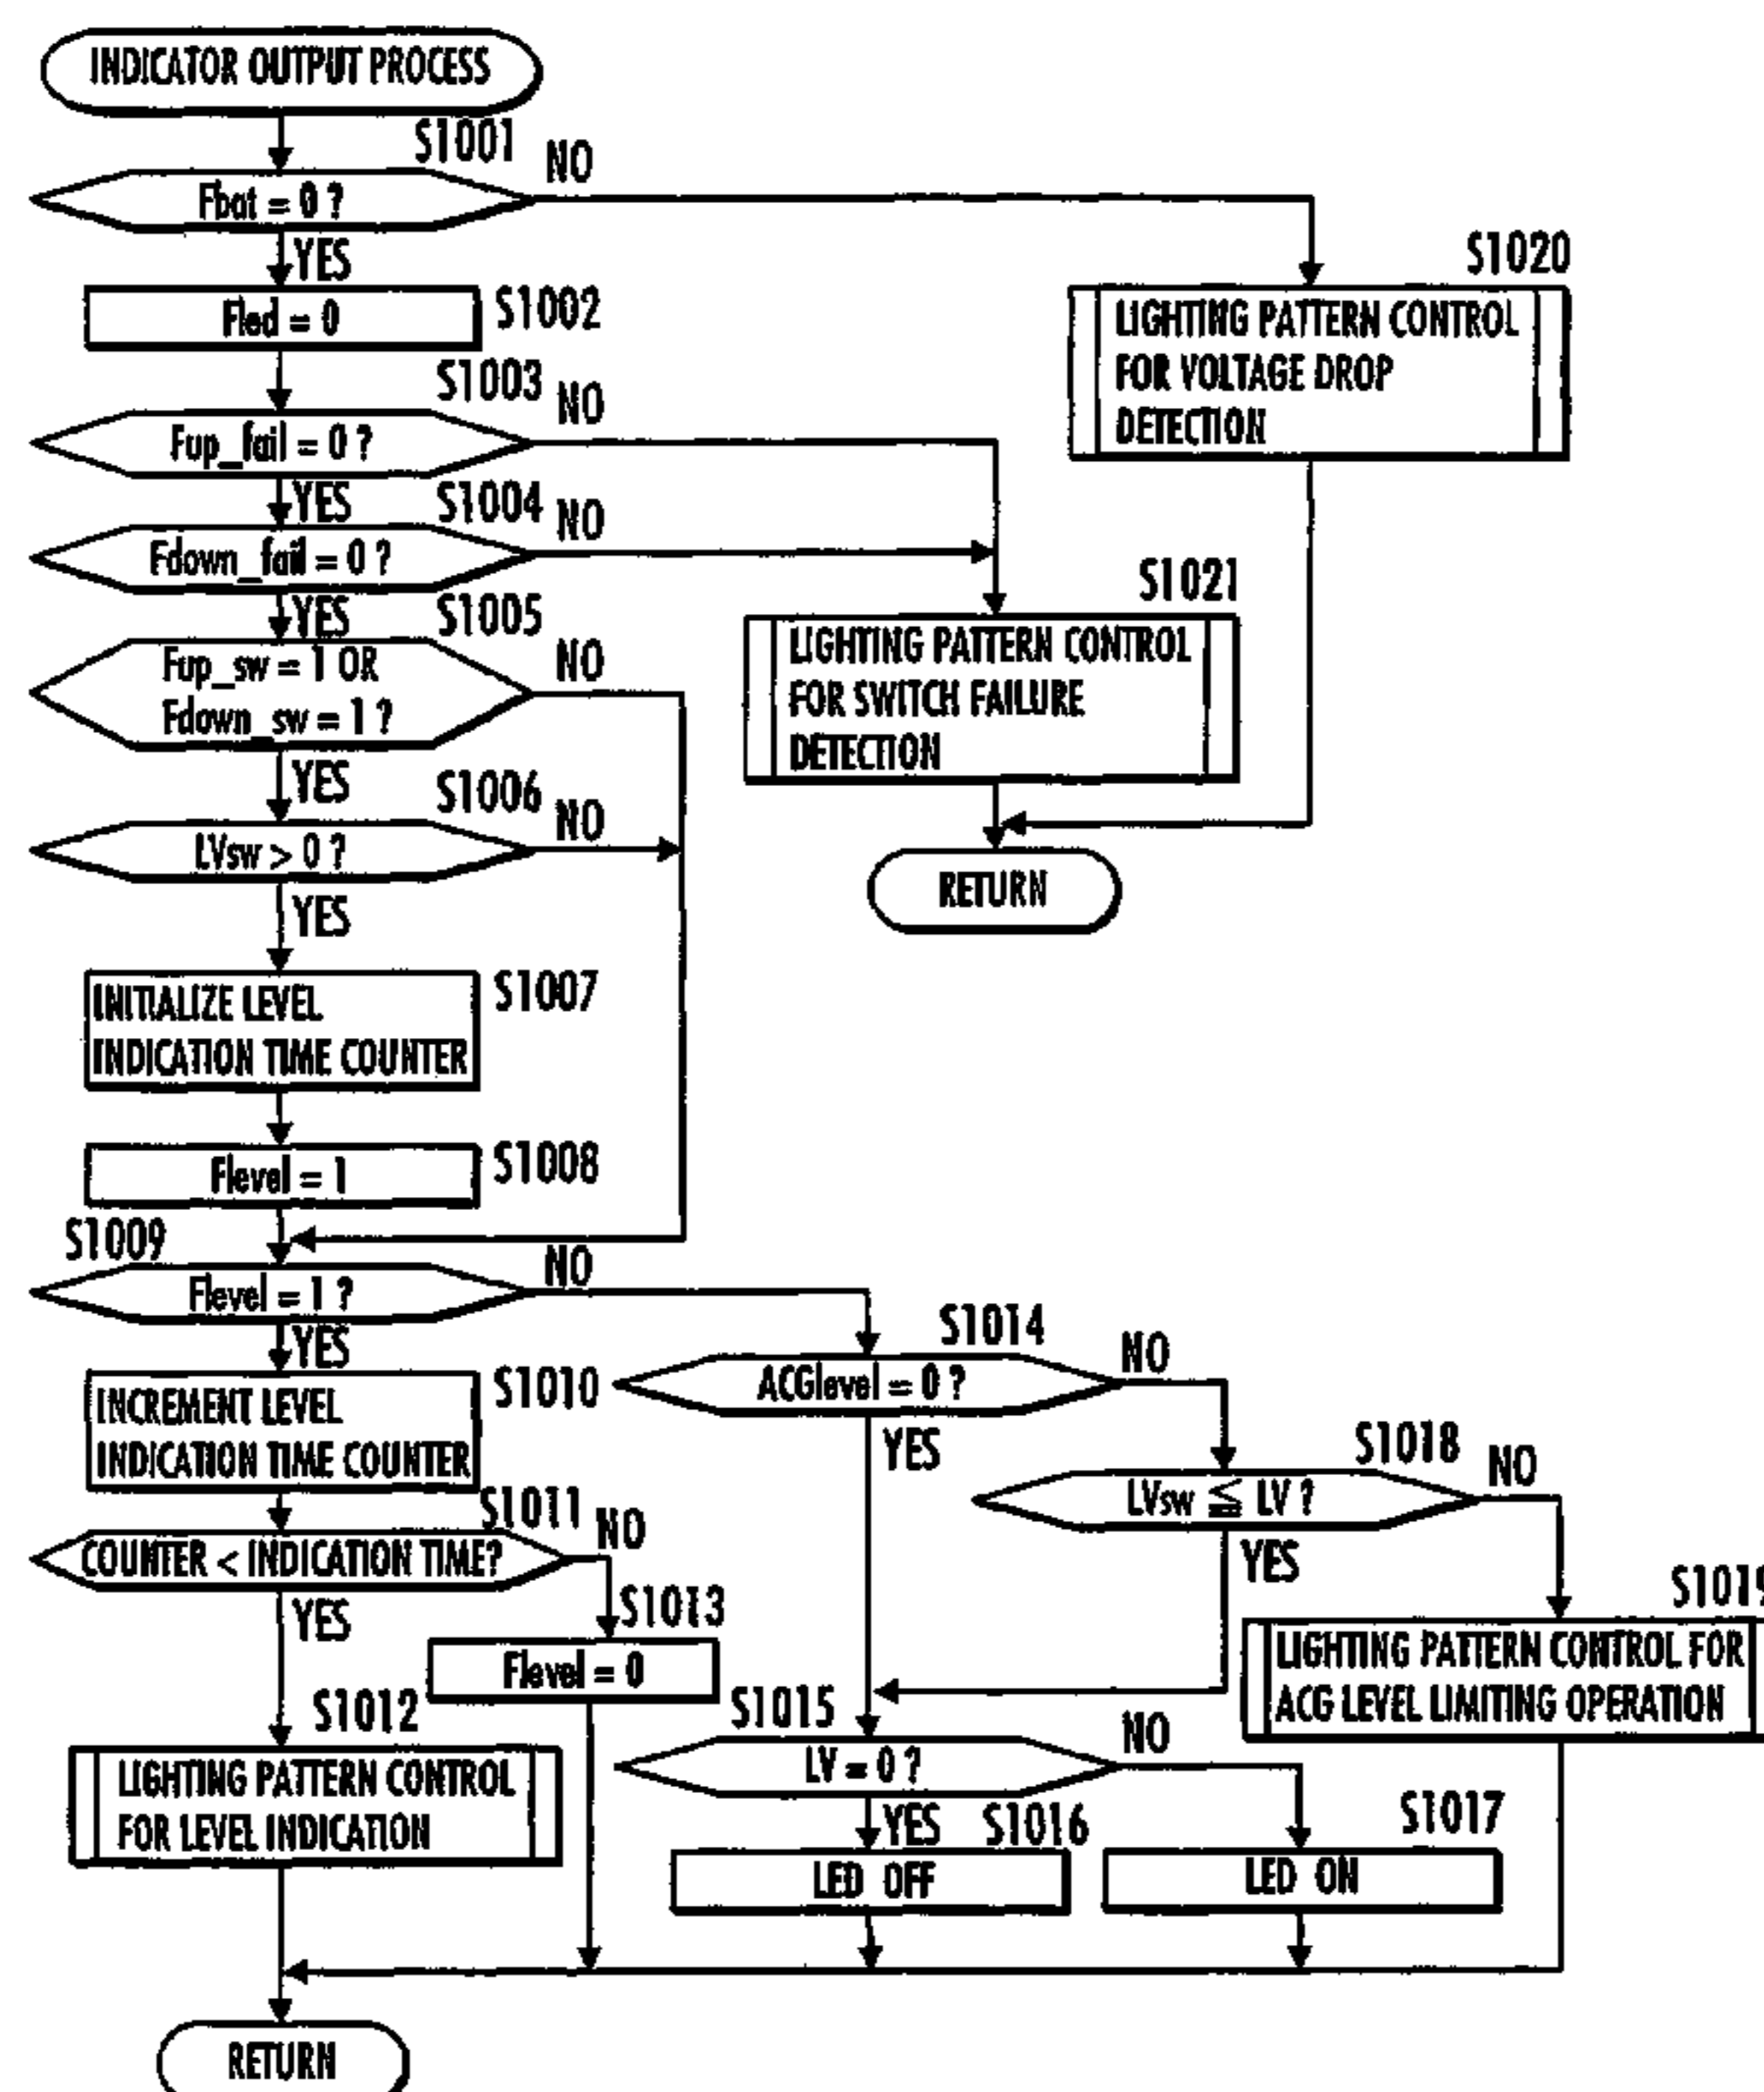 INDICATOR OUTPUT PROCESS
S1001
NO
Fbat = 0 ?
YES
S1020
Fled = 0
S1002
LIGHTING PATTERN CONTROL
FOR VOLTAGE DROP
DETECTION
S1003
NO
Fup_fail = 0 ?
YES
S1004
NO
Fdown_fail = 0 ?
YES
S1005
S1021
Fup_sw = 1 OR
Fdown_sw = 1 ?
NO
LIGHTING PATTERN CONTROL
FOR SWITCH FAILURE
DETECTION
YES
S1006
NO
LVsw > 0 ?
YES
RETURN
INITIALIZE LEVEL
INDICATION TIME COUNTER
S1007
Flevel = 1
S1008
S1009
NO
Flevel = 1 ?
YES
S1014
NO
ACGlevel = 0 ?
YES
INCREMENT LEVEL
INDICATION TIME COUNTER
S1010
S1018
NO
LVsw ≦ LV ?
YES
S1011
NO
COUNTER < INDICATION TIME?
YES
S1013
Flevel = 0
S1019
LIGHTING PATTERN CONTROL FOR
ACG LEVEL LIMITING OPERATION
S1012
LIGHTING PATTERN CONTROL
FOR LEVEL INDICATION
S1015
NO
LV = 0 ?
YES
S1016
LED OFF
S1017
LED ON
RETURN